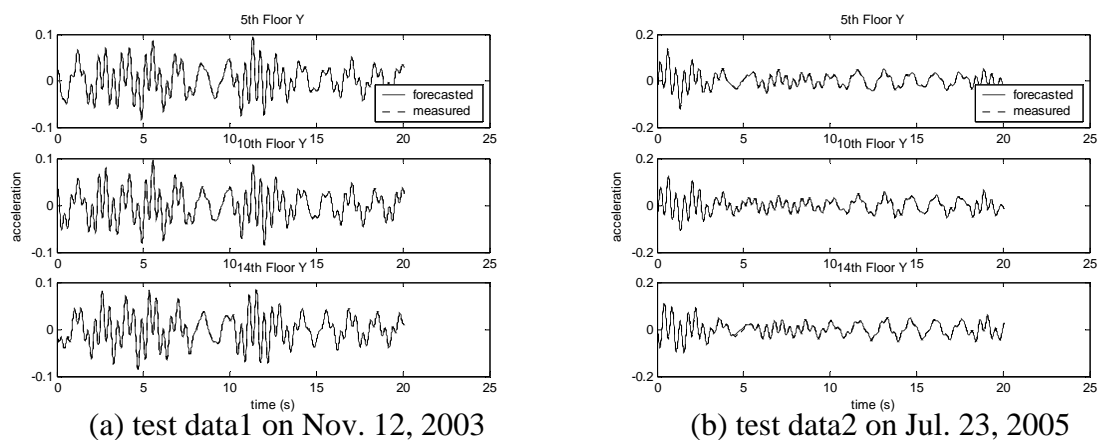 5th Floor Y
0.1
0
-0.1
forecasted
measured
0 5 10 15 20 25
10th Floor Y
0.1
0
-0.1
acceleration
0 5 10 15 20 25
14th Floor Y
0.1
0
-0.1
0 5 10 15 20 25
time (s)
(a) test data1 on Nov. 12, 2003
5th Floor Y
0.2
0
-0.2
forecasted
measured
0 5 10 15 20 25
10th Floor Y
0.2
0
-0.2
acceleration
0 5 10 15 20 25
14th Floor Y
0.2
0
-0.2
0 5 10 15 20 25
time (s)
(b) test data2 on Jul. 23, 2005